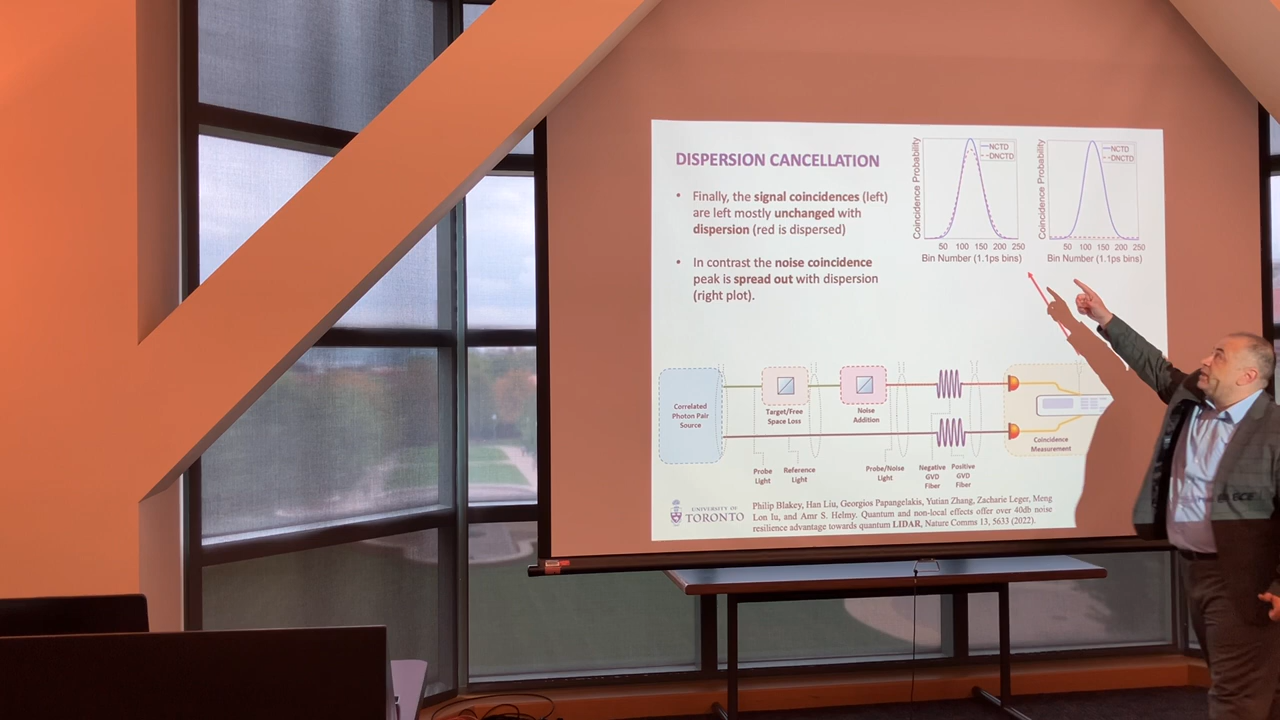 DISPERSION CANCELLATION
• Finally, the signal coincidences (left)
are left mostly unchanged with
dispersion (red is dispersed)
• In contrast the noise coincidence
peak is spread out with dispersion
(right plot).
Coincidence Probability
NCTD
DNCTD
50 100 150 200 250
Bin Number (1.1ps bins)
Coincidence Probability
NCTD
DNCTD
50 100 150 200 250
Bin Number (1.1ps bins)
Correlated
Photon Pair
Source
Target/Free
Space Loss
Noise
Addition
Coincidence
Measurement
Probe
Light
Reference
Light
Probe/Noise
Light
Negative
GVD
Fiber
Positive
GVD
Fiber
UNIVERSITY OF
TORONTO
Philip Blakey, Han Liu, Georgios Papangelakis, Yutian Zhang, Zacharie Leger, Meng
Lon Iu, and Amr S. Helmy. Quantum and non-local effects offer over 40db noise
resilience advantage towards quantum LIDAR, Nature Comms 13, 5633 (2022).